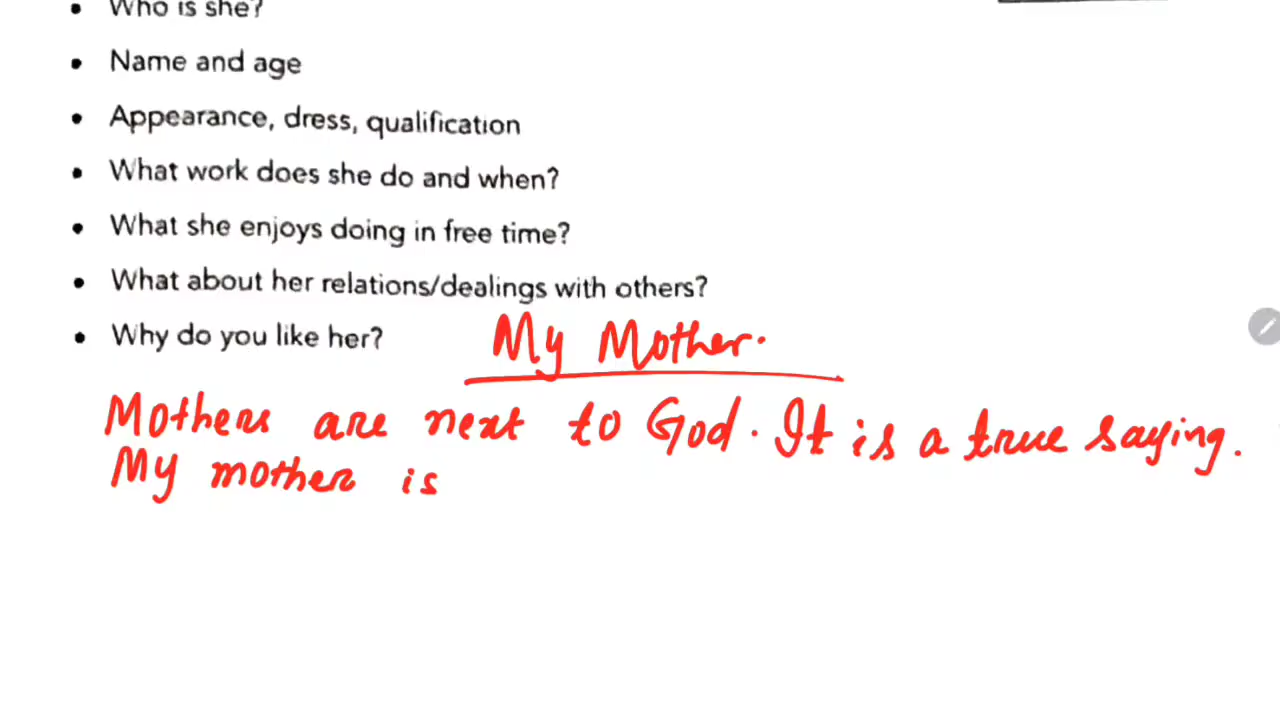 • Who is she?
• Name and age
• Appearance, dress, qualification
• What work does she do and when?
• What she enjoys doing in free time?
• What about her relations/dealings with others?
• Why do you like her?
My Mother.
Mothers are next to God. It is a true saying.
My mother is